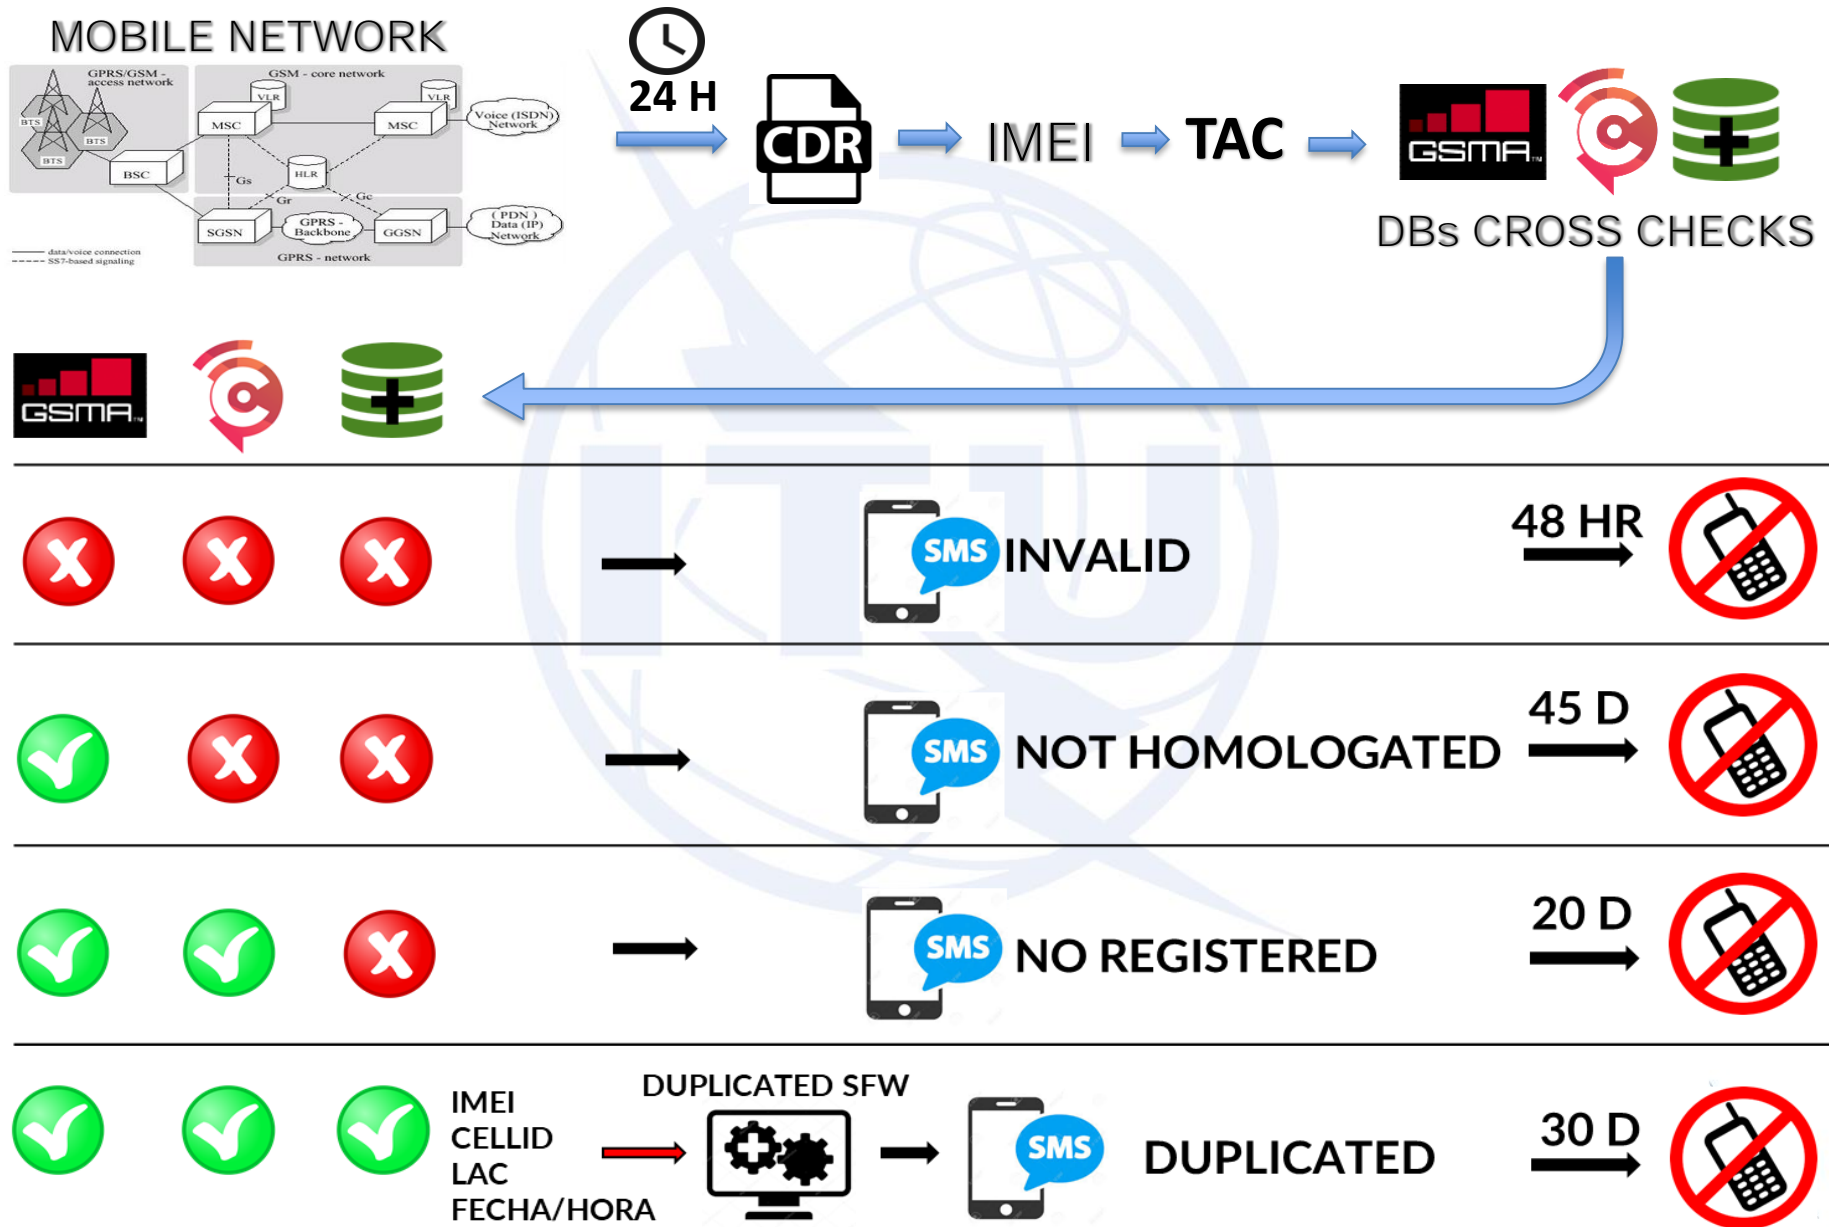 MOBILE NETWORK
GPRS/GSM -
access network
BTS
BTS
BTS
BSC
GSM - core network
VLR
MSC
VLR
MSC
Voice (ISDN)
Network
HLR
Gs
Gr
Gc
SGSN
GPRS -
Backbone
GGSN
( PDN )
Data (IP)
Network
GPRS - network
data/voice connection
SS7-based signaling
24 H
CDR
IMEI
TAC
GSMA™
DBs CROSS CHECKS
GSMA™
ITU
SMS
INVALID
48 HR
SMS
NOT HOMOLOGATED
45 D
SMS
NO REGISTERED
20 D
IMEI
CELLID
LAC
FECHA/HORA
DUPLICATED SFW
SMS
DUPLICATED
30 D